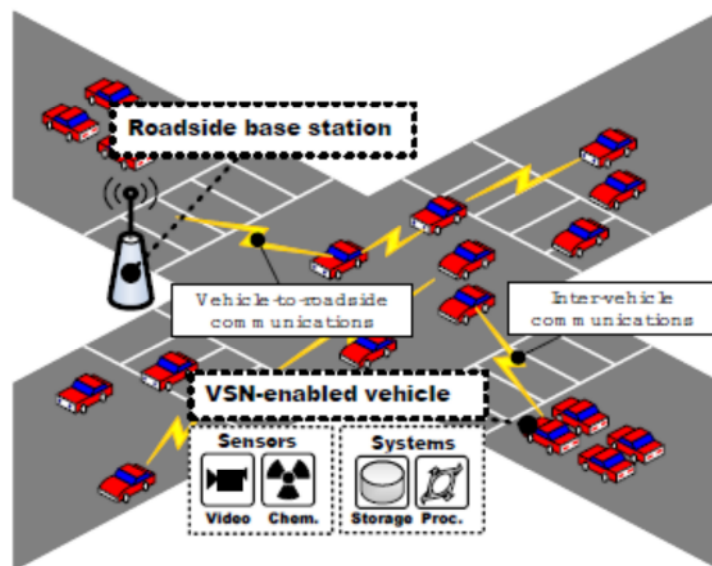 Roadside base station
Vehicle-to-roadside
communications
Inter-vehicle
communications
VSN-enabled vehicle
Sensors
Video
Chem.
Systems
Storage
Proc.